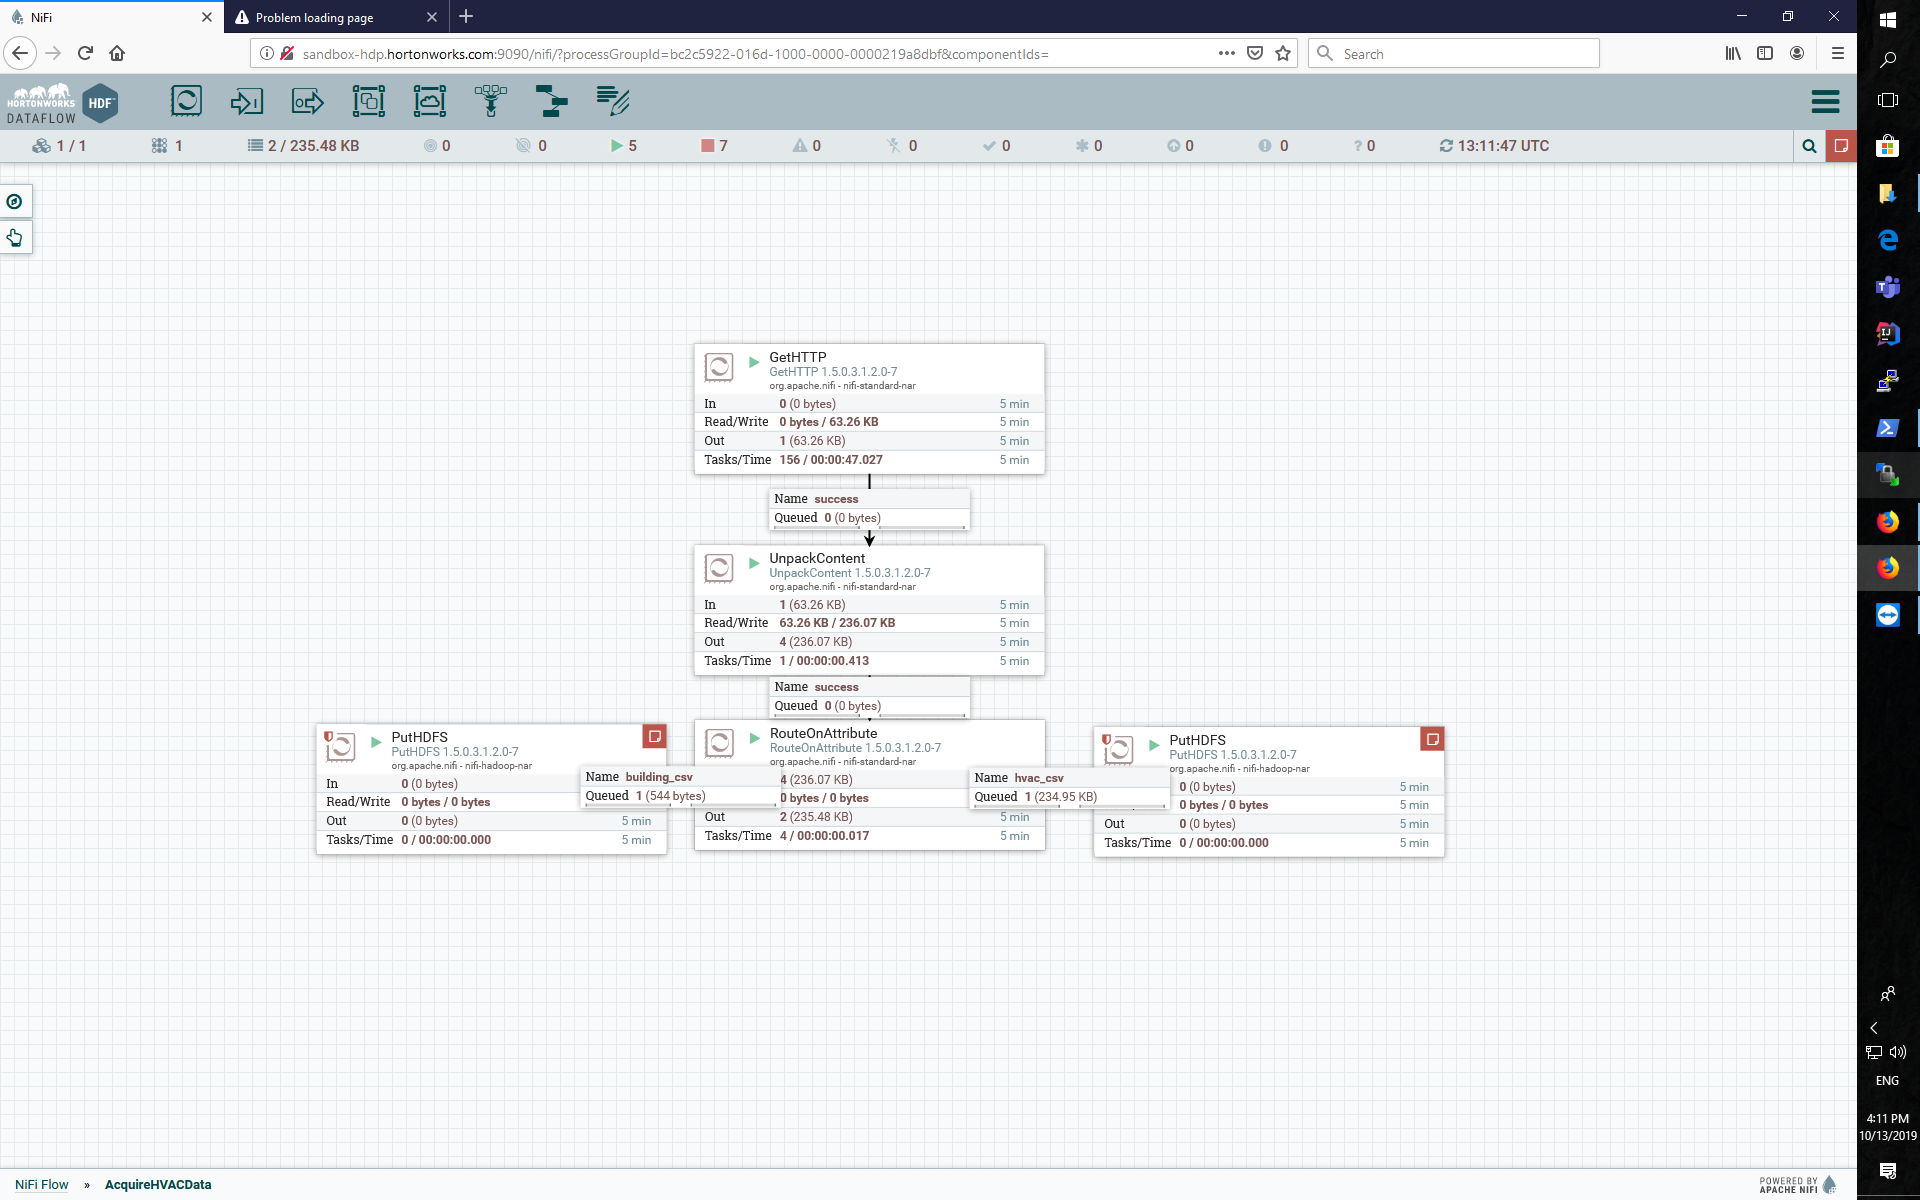 NiFi
Problem loading page
sandbox-hdp.hortonworks.com:9090/nifi/?processGroupId=bc2c5922-016d-1000-0000-0000219a8dbf&componentIds=
Search
HORTONWORKS
DATAFLOW
HDF
1 / 1
1
2 / 235.48 KB
0
0
5
7
0
0
0
0
0
0
? 0
13:11:47 UTC
GetHTTP
GetHTTP 1.5.0.3.1.2.0-7
org.apache.nifi - nifi-standard-nar
In 0 (0 bytes) 5 min
Read/Write 0 bytes / 63.26 KB 5 min
Out 1 (63.26 KB) 5 min
Tasks/Time 156 / 00:00:47.027 5 min
Name success
Queued 0 (0 bytes)
UnpackContent
UnpackContent 1.5.0.3.1.2.0-7
org.apache.nifi - nifi-standard-nar
In 1 (63.26 KB) 5 min
Read/Write 63.26 KB / 236.07 KB 5 min
Out 4 (236.07 KB) 5 min
Tasks/Time 1 / 00:00:00.413 5 min
Name success
Queued 0 (0 bytes)
PutHDFS
PutHDFS 1.5.0.3.1.2.0-7
org.apache.nifi - nifi-hadoop-nar
In 0 (0 bytes)
Read/Write 0 bytes / 0 bytes
Out 0 (0 bytes) 5 min
Tasks/Time 0 / 00:00:00.000 5 min
Name building_csv
Queued 1 (544 bytes)
RouteOnAttribute
RouteOnAttribute 1.5.0.3.1.2.0-7
org.apache.nifi - nifi-standard-nar
4 (236.07 KB)
0 bytes / 0 bytes
Out 2 (235.48 KB) 5 min
Tasks/Time 4 / 00:00:00.017 5 min
Name hvac_csv
Queued 1 (234.95 KB)
PutHDFS
PutHDFS 1.5.0.3.1.2.0-7
org.apache.nifi - nifi-hadoop-nar
0 (0 bytes) 5 min
0 bytes / 0 bytes 5 min
Out 0 (0 bytes) 5 min
Tasks/Time 0 / 00:00:00.000 5 min
NiFi Flow » AcquireHVACData
POWERED BY
APACHE NIFI
ENG
4:11 PM
10/13/2019